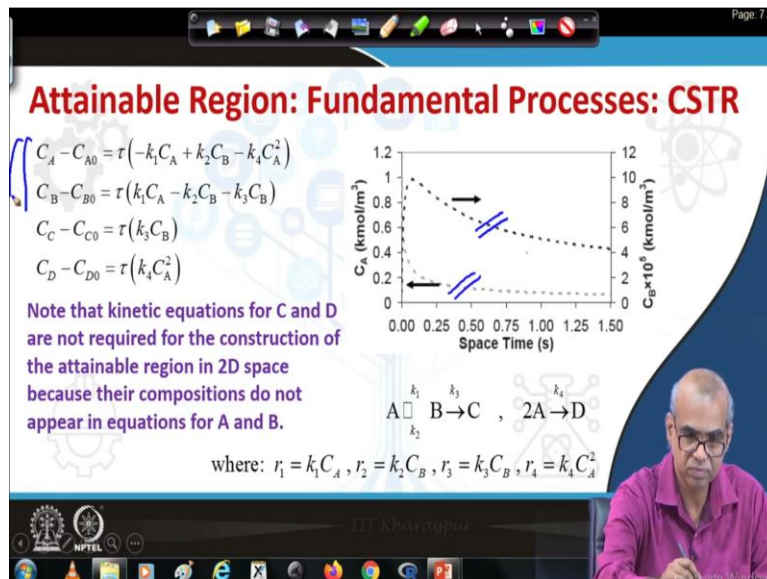 Page: 7
Attainable Region: Fundamental Processes: CSTR
C_A − C_A0 = τ(−k_1C_A + k_2C_B − k_4C_A^2)
C_B − C_B0 = τ(k_1C_A − k_2C_B − k_3C_B)
C_C − C_C0 = τ(k_3C_B)
C_D − C_D0 = τ(k_4C_A^2)
Note that kinetic equations for C and D
are not required for the construction of
the attainable region in 2D space
because their compositions do not
appear in equations for A and B.
C_A (kmol/m³)
1.2
1
0.8
0.6
0.4
0.2
0
12
10
8
6
4
2
0
C_B×10⁵ (kmol/m³)
0.00 0.25 0.50 0.75 1.00 1.25 1.50
Space Time (s)
k_1 k_3 k_4
A□ B→C , 2A→D
k_2
where: r_1 = k_1C_A , r_2 = k_2C_B , r_3 = k_3C_B , r_4 = k_4C_A^2
IIT Kharagpur
NPTEL